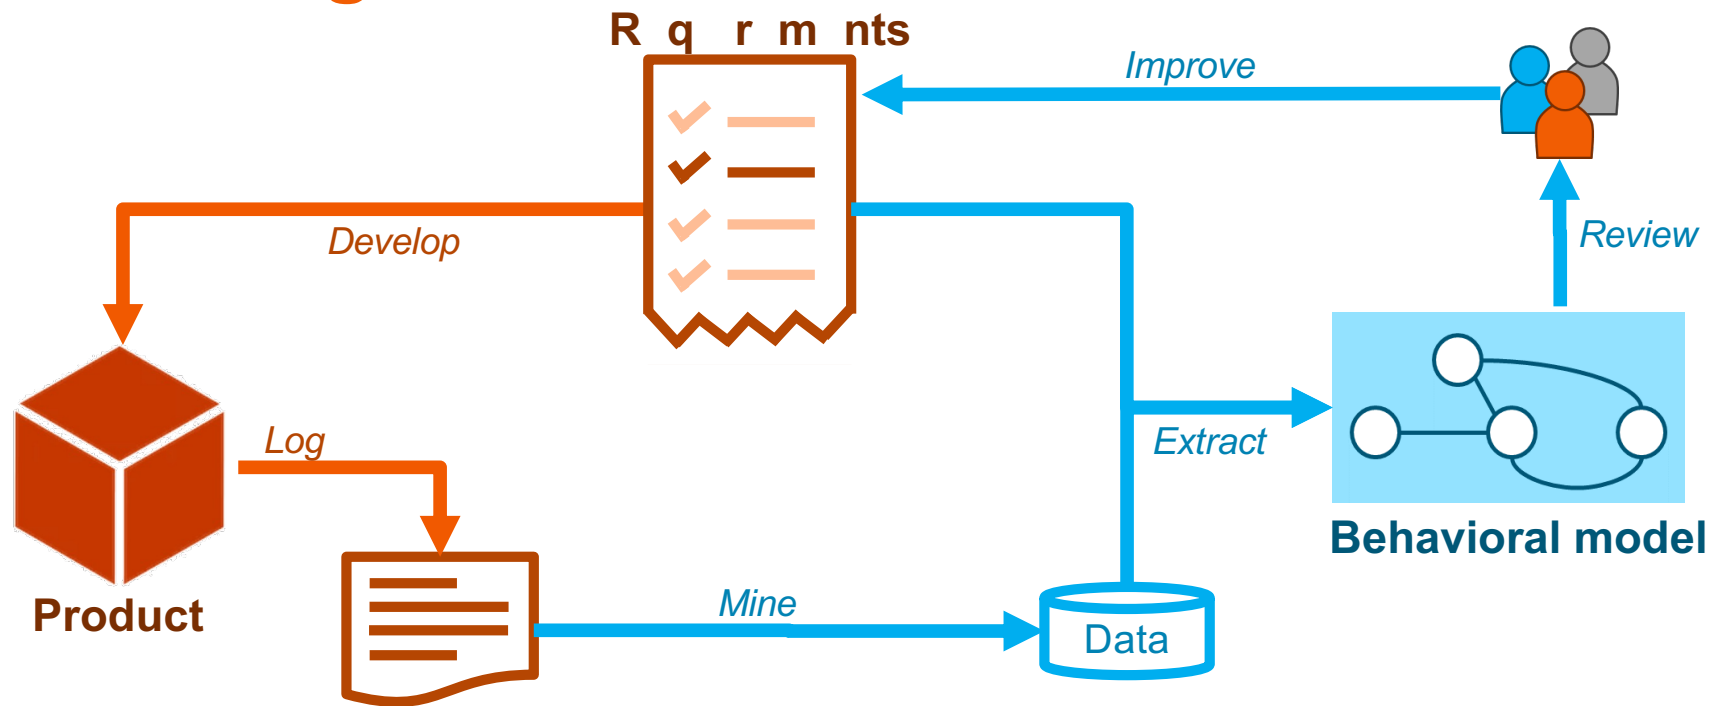 R q r m nts
Improve
Develop
Review
Log
Extract
Behavioral model
Mine
Product
Data